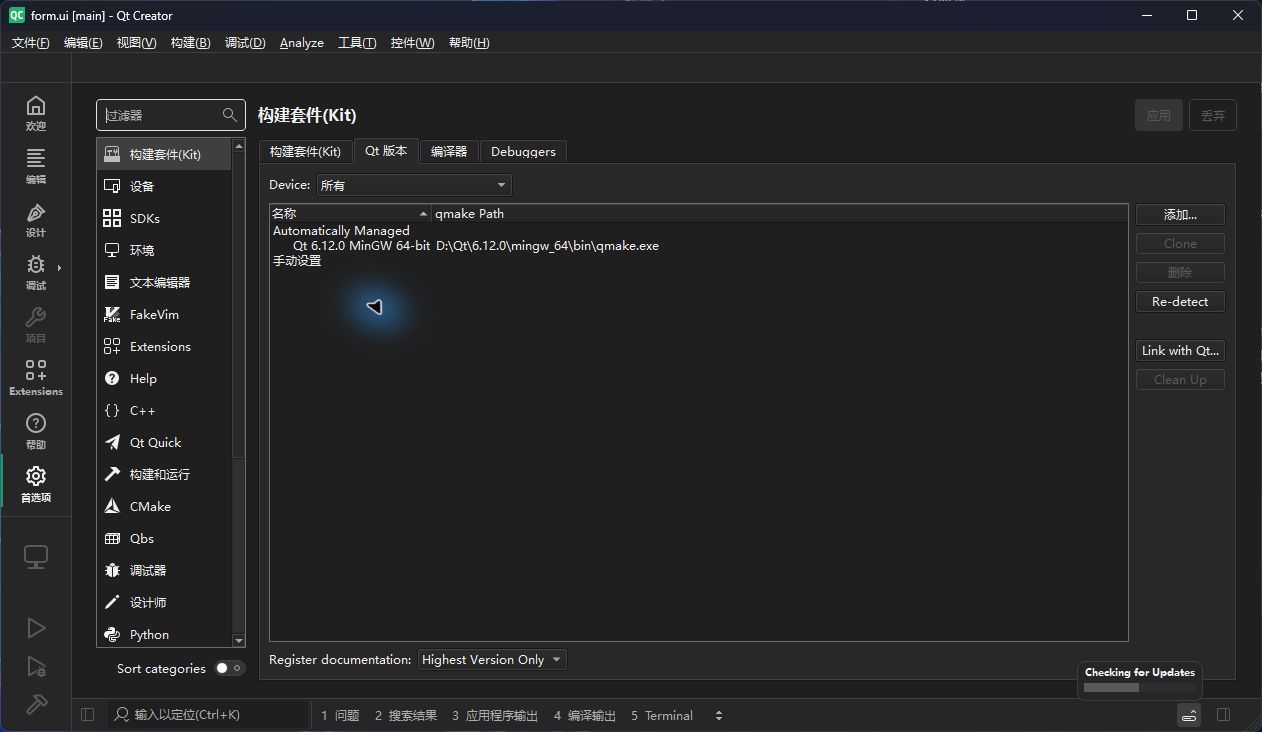 QC form.ui [main] - Qt Creator
文件(F) 编辑(E) 视图(V) 构建(B) 调试(D) Analyze 工具(T) 控件(W) 帮助(H)
欢迎
编辑
设计
调试
项目
Extensions
帮助
首选项
过滤器
构建套件(Kit)
设备
SDKs
环境
文本编辑器
FakeVim
Extensions
Help
C++
Qt Quick
构建和运行
CMake
Qbs
调试器
设计师
Python
Sort categories
构建套件(Kit)
应用 丢弃
构建套件(Kit) Qt 版本 编译器 Debuggers
Device: 所有
名称 qmake Path
Automatically Managed
Qt 6.12.0 MinGW 64-bit D:\Qt\6.12.0\mingw_64\bin\qmake.exe
手动设置
添加...
Clone
删除
Re-detect
Link with Qt...
Clean Up
Register documentation: Highest Version Only
Checking for Updates
输入以定位(Ctrl+K) 1 问题 2 搜索结果 3 应用程序输出 4 编译输出 5 Terminal